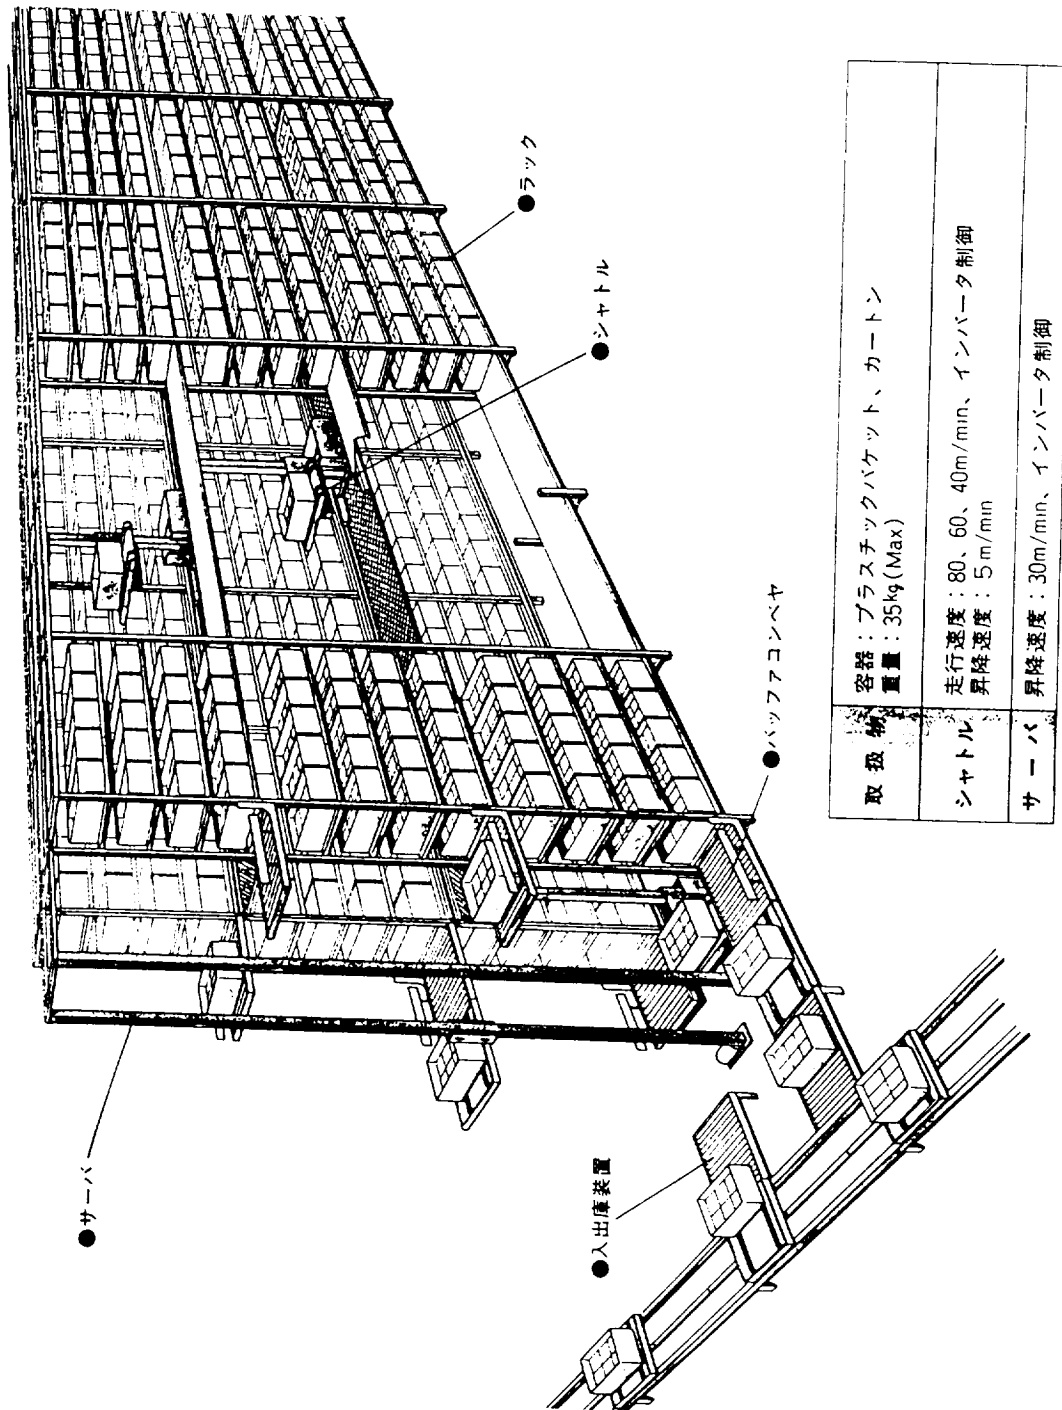 ●サーバ
●ラック
●シャトル
●バッファコンベヤ
●入出庫装置
取扱物
容器：プラスチックバケット、カートン
重量：35kg(Max)
シャトル
走行速度：80、60、40m/min、インバータ制御
昇降速度：5m/min
サーバ
昇降速度：30m/min、インバータ制御